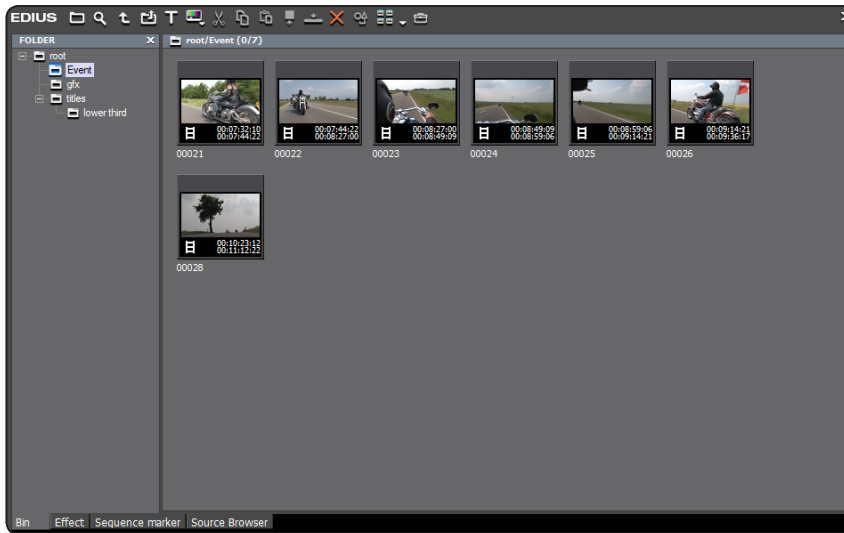 EDIUS
FOLDER X
root/Event (0/7)
root
Event
gfx
titles
lower third
00:07:32:10
00:07:44:22
00021
00:07:44:22
00:08:27:00
00022
00:08:27:00
00:08:49:09
00023
00:08:49:09
00:08:59:06
00024
00:08:59:06
00:09:14:21
00025
00:09:14:21
00:09:36:17
00026
00:10:23:12
00:11:12:22
00028
Bin Effect Sequence marker Source Browser